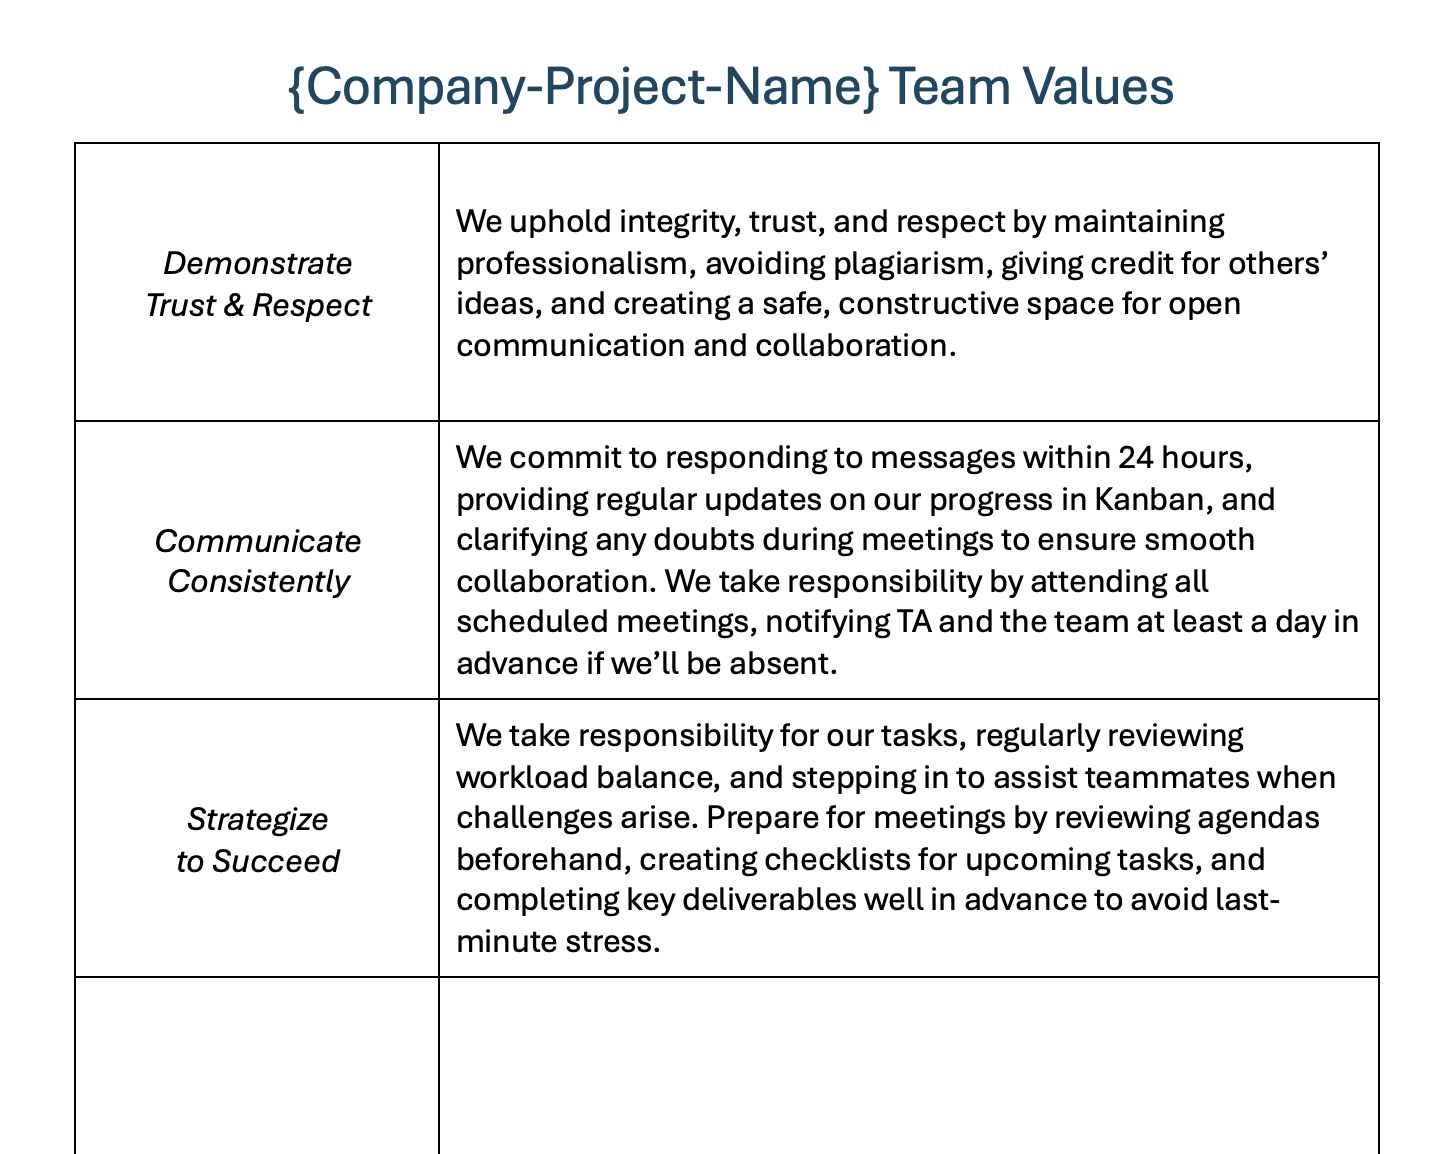 {Company-Project-Name} Team Values
Demonstrate
Trust & Respect
We uphold integrity, trust, and respect by maintaining
professionalism, avoiding plagiarism, giving credit for others’
ideas, and creating a safe, constructive space for open
communication and collaboration.
Communicate
Consistently
We commit to responding to messages within 24 hours,
providing regular updates on our progress in Kanban, and
clarifying any doubts during meetings to ensure smooth
collaboration. We take responsibility by attending all
scheduled meetings, notifying TA and the team at least a day in
advance if we’ll be absent.
Strategize
to Succeed
We take responsibility for our tasks, regularly reviewing
workload balance, and stepping in to assist teammates when
challenges arise. Prepare for meetings by reviewing agendas
beforehand, creating checklists for upcoming tasks, and
completing key deliverables well in advance to avoid last-
minute stress.